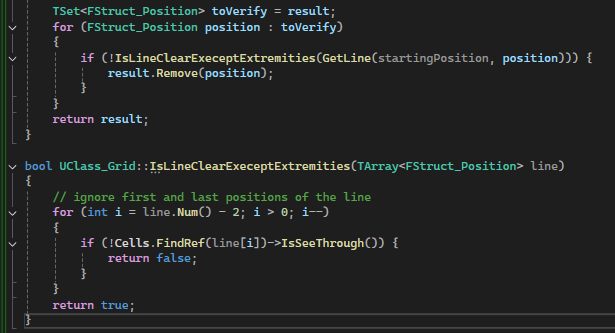 TSet<FStruct_Position> toVerify = result;
for (FStruct_Position position : toVerify)
{
if (!IsLineClearExeceptExtremities(GetLine(startingPosition, position))) {
result.Remove(position);
}
}
return result;
}
bool UClass_Grid::IsLineClearExeceptExtremities(TArray<FStruct_Position> line)
{
// ignore first and last positions of the line
for (int i = line.Num() - 2; i > 0; i--)
{
if (!Cells.FindRef(line[i])->IsSeeThrough()) {
return false;
}
}
return true;
}